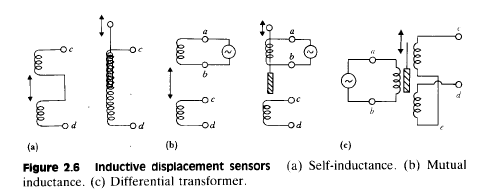 c
d
(a)
a
b
c
d
(b)
a
b
c
d
a
b
c
d
e
(c)
Figure 2.6 Inductive displacement sensors (a) Self-inductance. (b) Mutual
inductance. (c) Differential transformer.